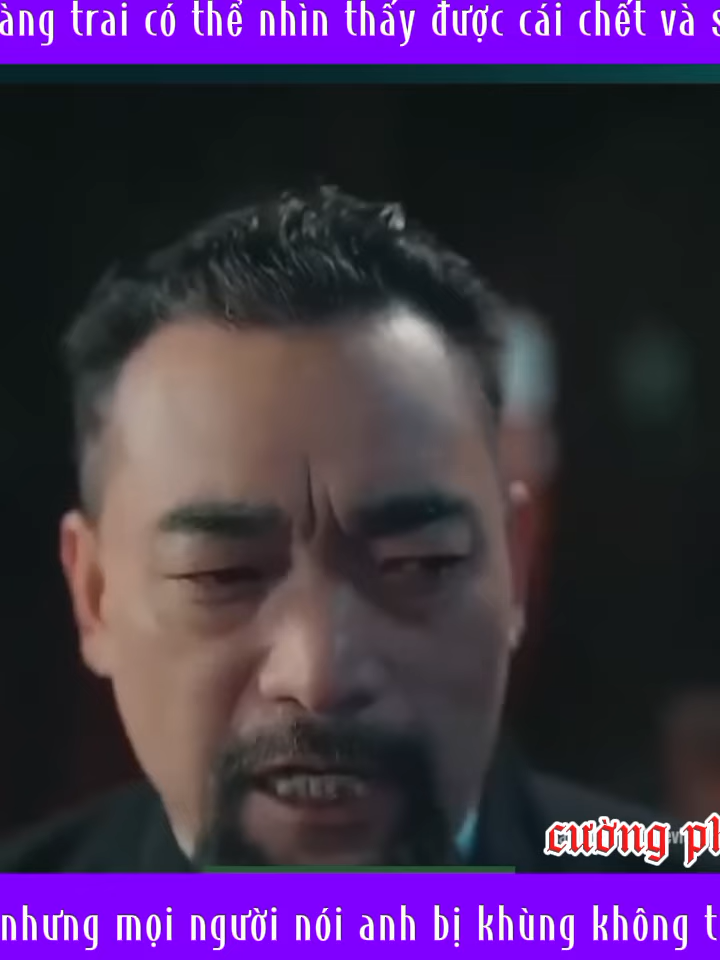 àng trai có thể nhìn thấy được cái chết và s
cường ph
nhưng mọi người nói anh bị khùng không t